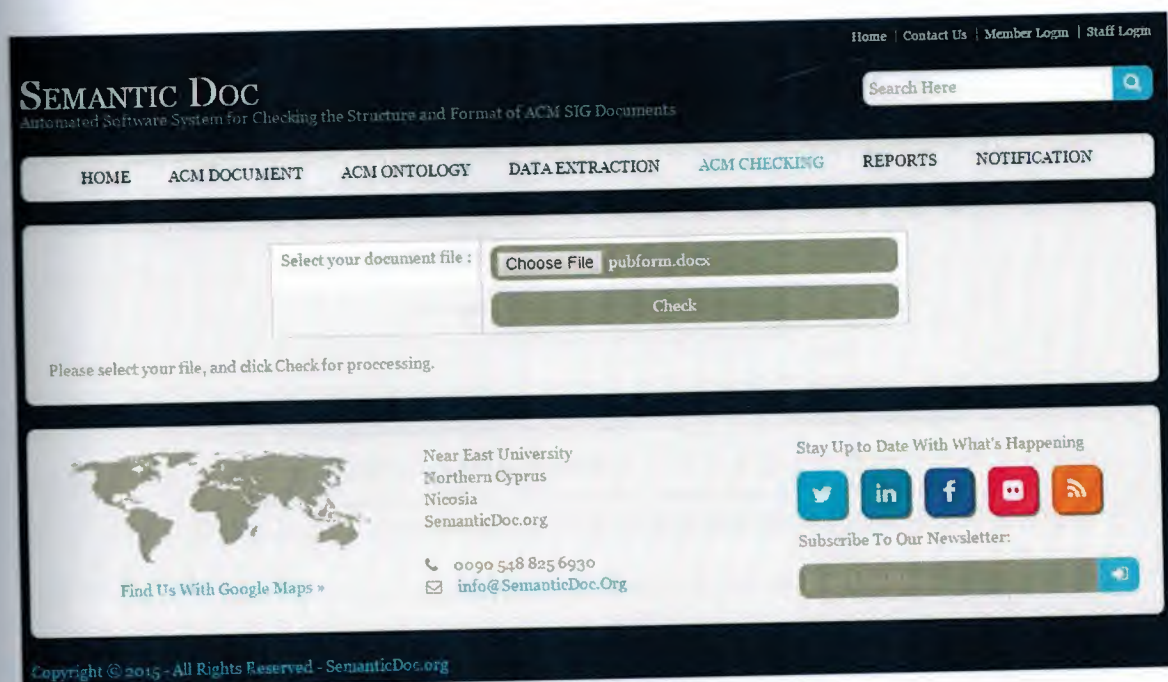 Home | Contact Us | Member Login | Staff Login
SEMANTIC DOC
Automated Software System for Checking the Structure and Format of ACM SIG Documents
Search Here
HOME ACM DOCUMENT ACM ONTOLOGY DATA EXTRACTION ACM CHECKING REPORTS NOTIFICATION
Select your document file :
Choose File pubform.docx
Check
Please select your file, and click Check for proccessing.
Near East University
Northern Cyprus
Nicosia
SemanticDoc.org
0090 548 825 6930
info@SemanticDoc.Org
Find Us With Google Maps »
Stay Up to Date With What's Happening
in f
Subscribe To Our Newsletter:
Copyright © 2015 - All Rights Reserved - SemanticDoc.org